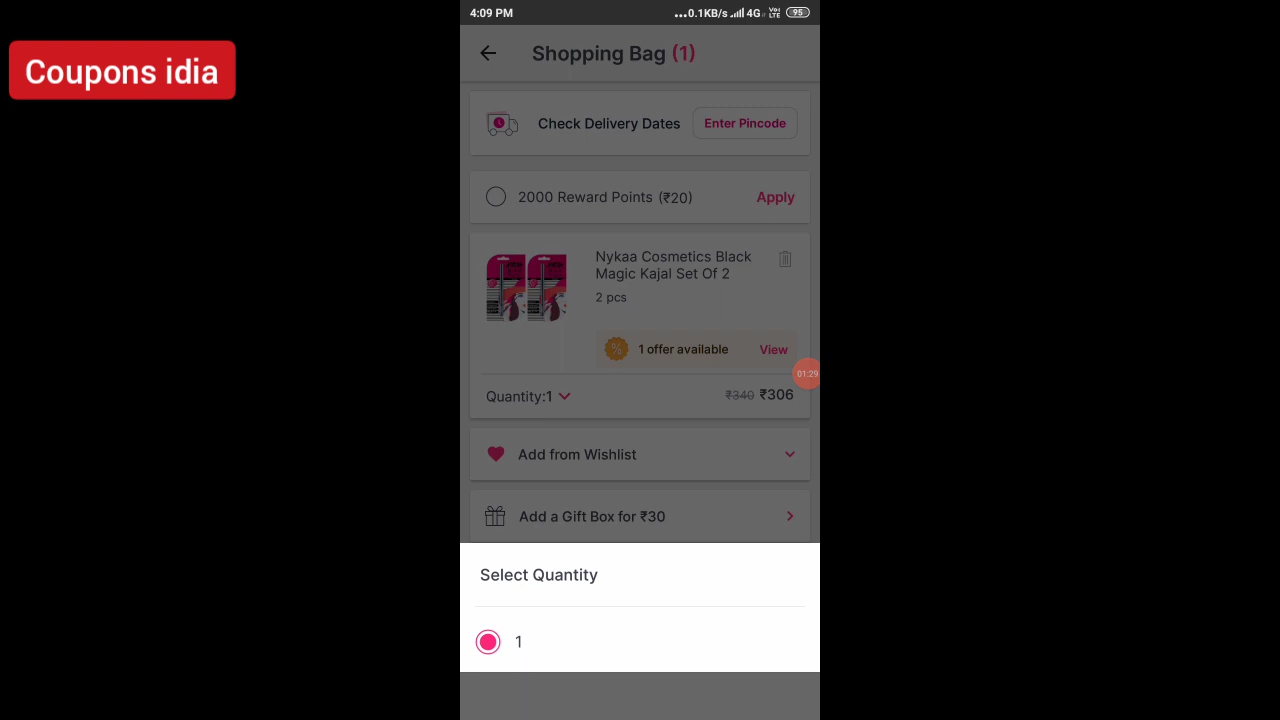 4:09 PM
...0.1KB/s 4G VoLTE 95
Coupons idia
Shopping Bag (1)
Check Delivery Dates Enter Pincode
2000 Reward Points (₹20) Apply
Nykaa Cosmetics Black
Magic Kajal Set Of 2
2 pcs
% 1 offer available View
01:29
Quantity:1 ₹340 ₹306
Add from Wishlist
Add a Gift Box for ₹30
Select Quantity
1